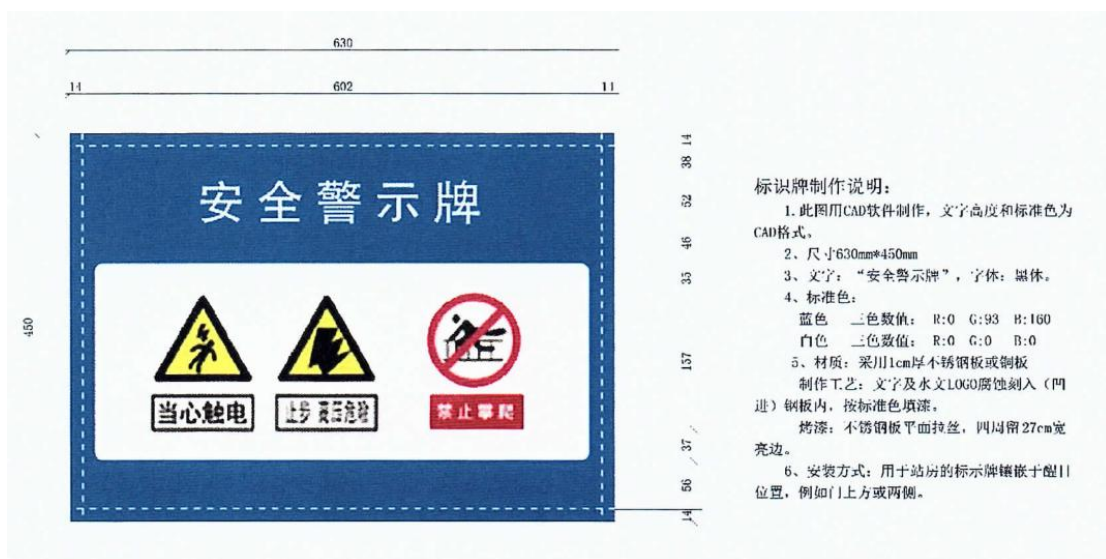 630
14 602 11
安全警示牌
当心触电
止步 高压危险
禁止攀爬
450
14
38
62
46
35
157
37
56
14
标识牌制作说明：
1.此图用CAD软件制作，文字高度和标准色为
CAD格式。
2、尺寸630mm*450mm
3、文字：“安全警示牌”，字体：黑体。
4、标准色：
蓝色 三色数值： R:0 G:93 B:160
白色 三色数值： R:0 G:0 B:0
5、材质：采用1cm厚不锈钢板或铜板
制作工艺：文字及水文LOGO腐蚀刻入（凹
进）钢板内，按标准色填漆。
烤漆：不锈钢板平面拉丝，四周留27cm宽
亮边。
6、安装方式：用于站房的标示牌镶嵌于醒目
位置，例如门上方或两侧。